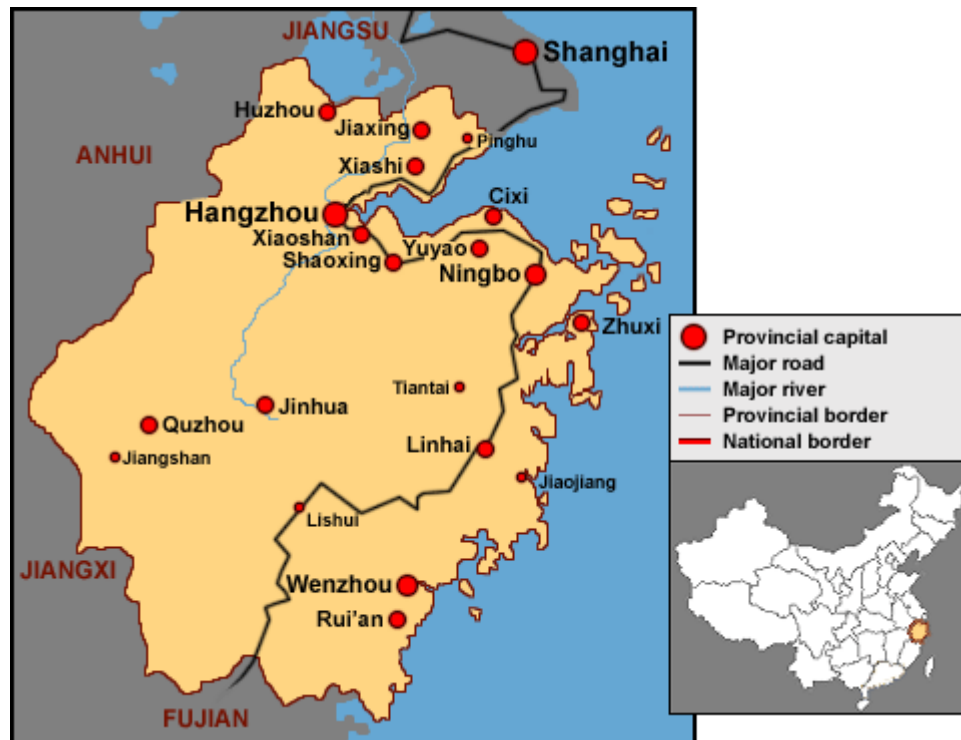 JIANGSU
Shanghai
Huzhou
Jiaxing
Pinghu
ANHUI
Xiashi
Cixi
Hangzhou
Xiaoshan
Yuyao
Shaoxing
Ningbo
Zhuxi
Tiantai
Jinhua
Quzhou
Linhai
Jiangshan
Jiaojiang
Lishui
JIANGXI
Wenzhou
Rui'an
FUJIAN
Provincial capital
Major road
Major river
Provincial border
National border